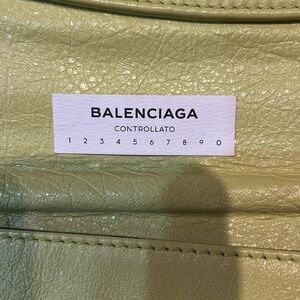 BALENCIAGA
CONTROLLATO
1 2 3 4 5 6 7 8 9 0